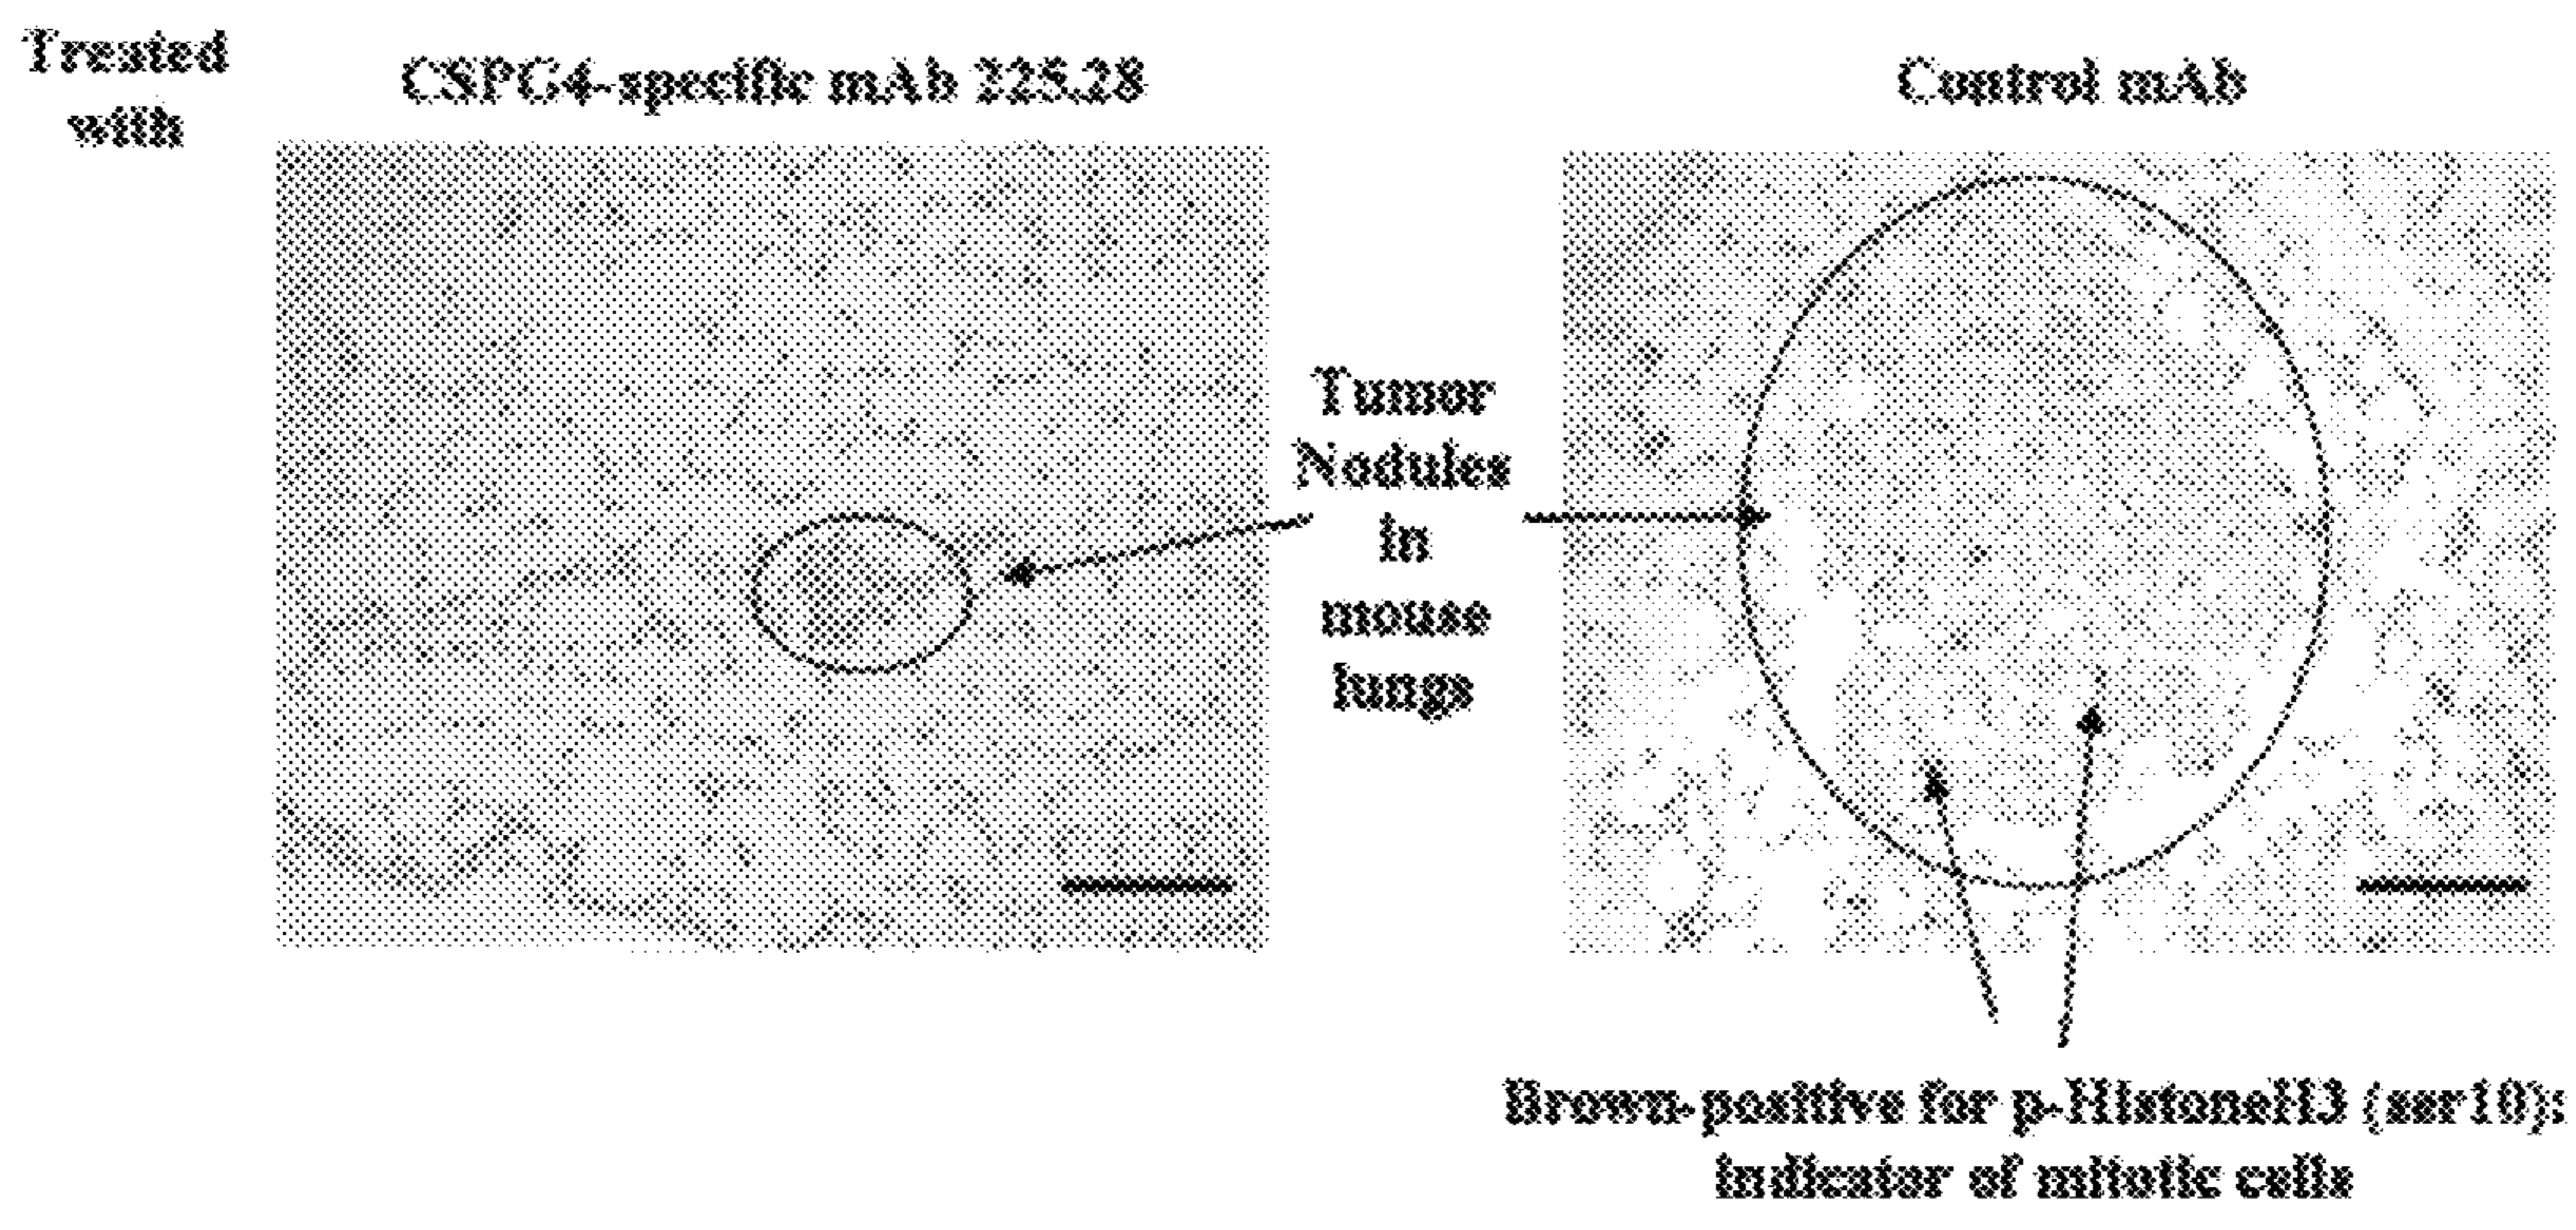 Treated
with
CSPG4-specific mAb 225.28
Control mAb
Tumor
Nodules
in
mouse
lungs
Brown-positive for p-HistoneH3 (ser10):
indicator of mitotic cells